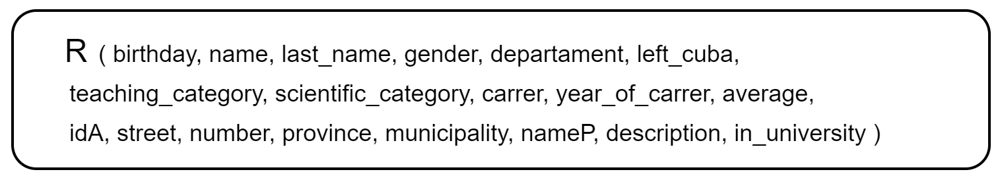 R ( birthday, name, last_name, gender, departament, left_cuba,
teaching_category, scientific_category, carrer, year_of_carrer, average,
idA, street, number, province, municipality, nameP, description, in_university )